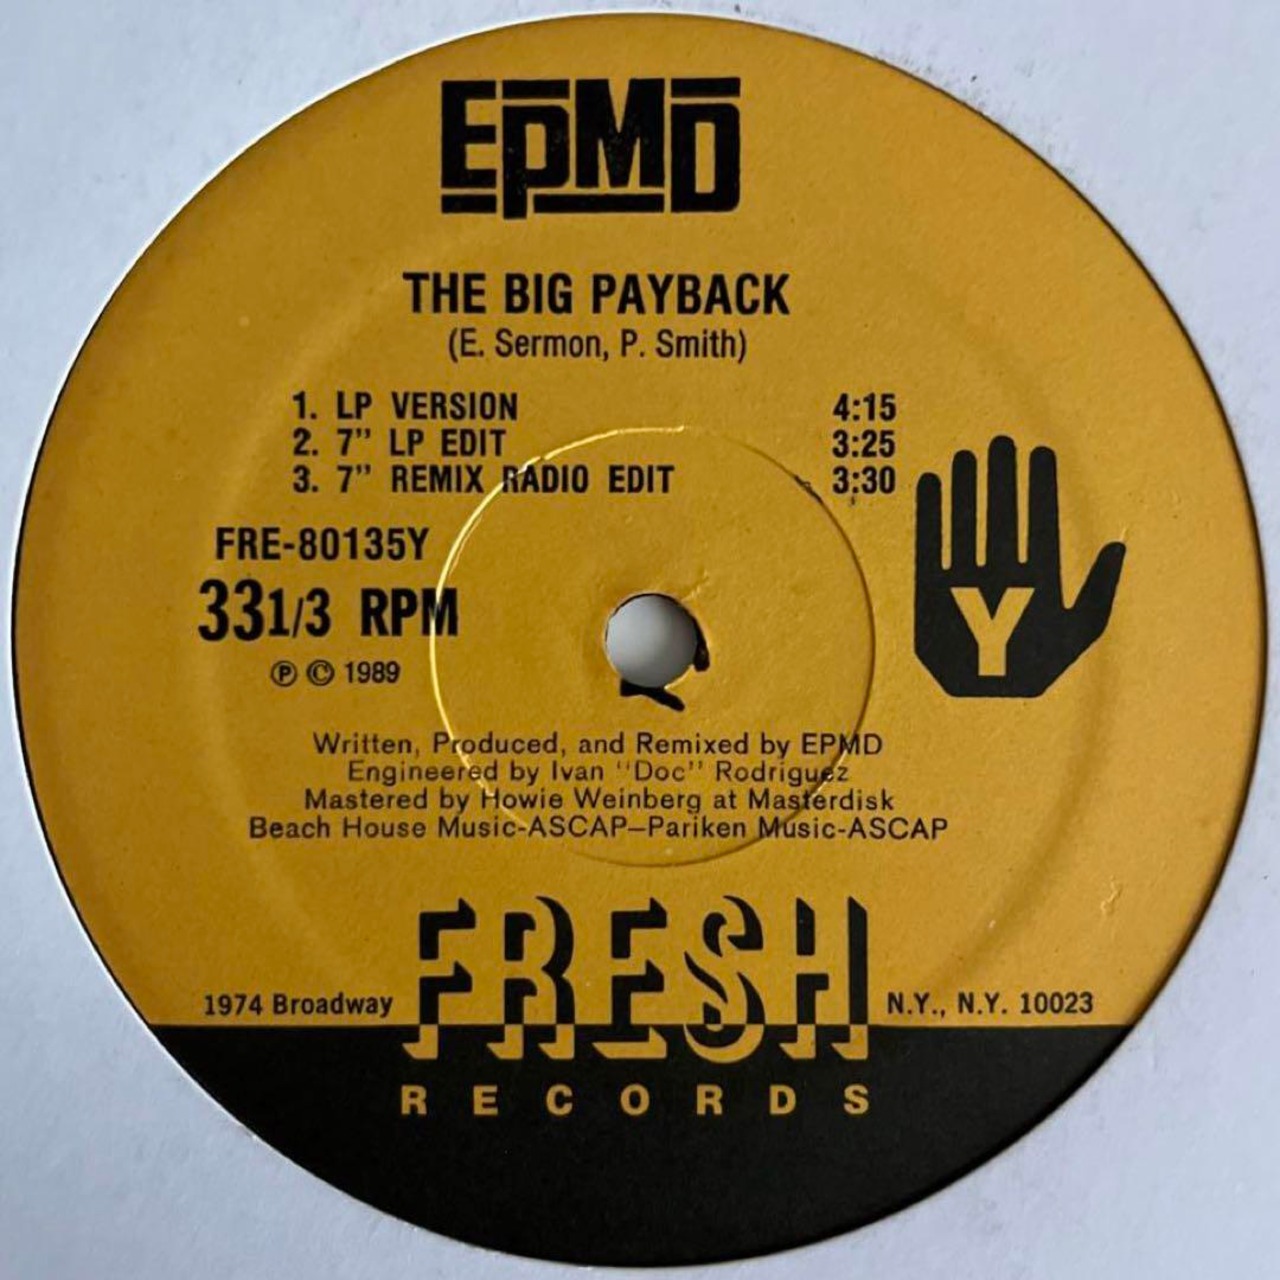 EPMD
THE BIG PAYBACK
(E. Sermon, P. Smith)
1. LP VERSION 4:15
2. 7” LP EDIT 3:25
3. 7” REMIX RADIO EDIT 3:30
FRE-80135Y
33 1/3 RPM
Ⓟ © 1989
Y
Written, Produced, and Remixed by EPMD
Engineered by Ivan “Doc” Rodriguez
Mastered by Howie Weinberg at Masterdisk
Beach House Music-ASCAP—Pariken Music-ASCAP
FRESH
1974 Broadway N.Y., N.Y. 10023
RECORDS